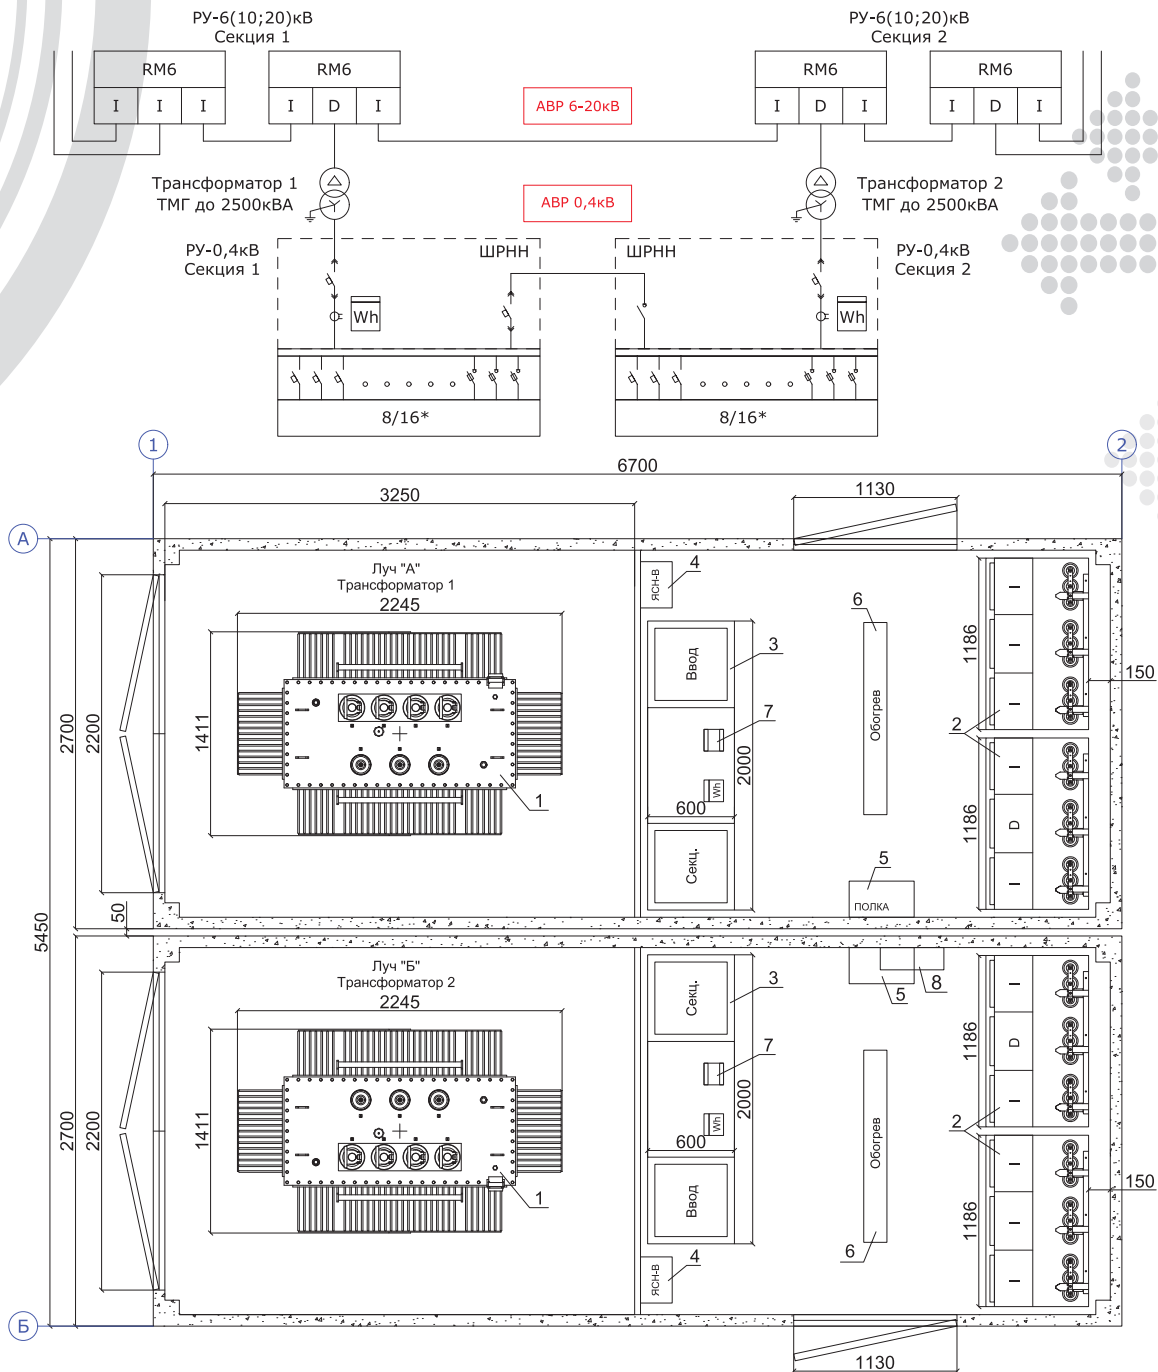 РУ-6(10;20)кВ
Секция 1
РУ-6(10;20)кВ
Секция 2
RM6
RM6
RM6
RM6
I I I
I D I
I D I
I D I
АВР 6-20кВ
Трансформатор 1
ТМГ до 2500кВА
АВР 0,4кВ
Трансформатор 2
ТМГ до 2500кВА
РУ-0,4кВ
Секция 1
ШРНН
ШРНН
РУ-0,4кВ
Секция 2
Wh
Wh
8/16*
8/16*
1
2
6700
3250
1130
А
Луч "А"
Трансформатор 1
2245
4
ЯСН-В
6
3
Ввод
1186
150
2700
2200
1411
7
Обогрев
2
2000
Wh
600
1
I
I
I
I
D
I
1186
Секц.
5
ПОЛКА
50
5450
Луч "Б"
Трансформатор 2
2245
Секц.
3
5
8
I
D
I
I
I
I
1186
7
2700
2200
1411
2000
Wh
600
Обогрев
2
1
Ввод
1186
150
4
ЯСН-В
6
Б
1130